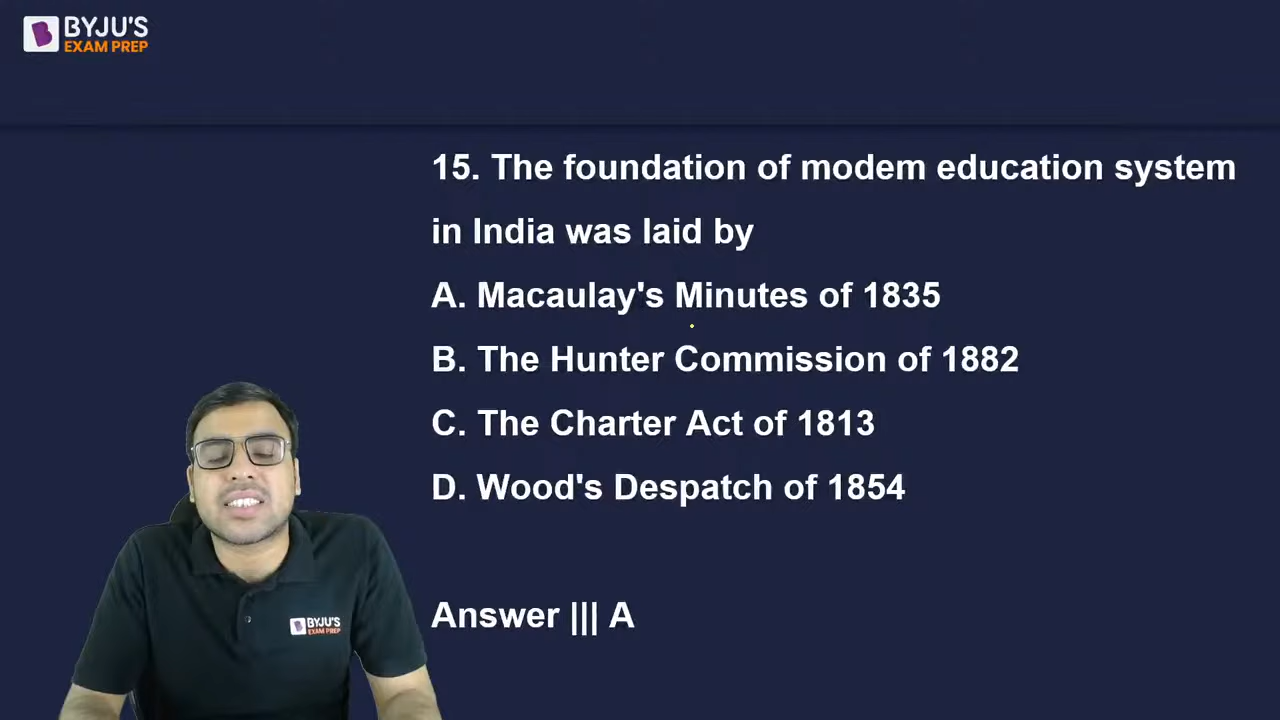 BYJU'S
EXAM PREP
15. The foundation of modem education system
in India was laid by
A. Macaulay's Minutes of 1835
B. The Hunter Commission of 1882
C. The Charter Act of 1813
D. Wood's Despatch of 1854
Answer ||| A
BYJU'S
EXAM PREP